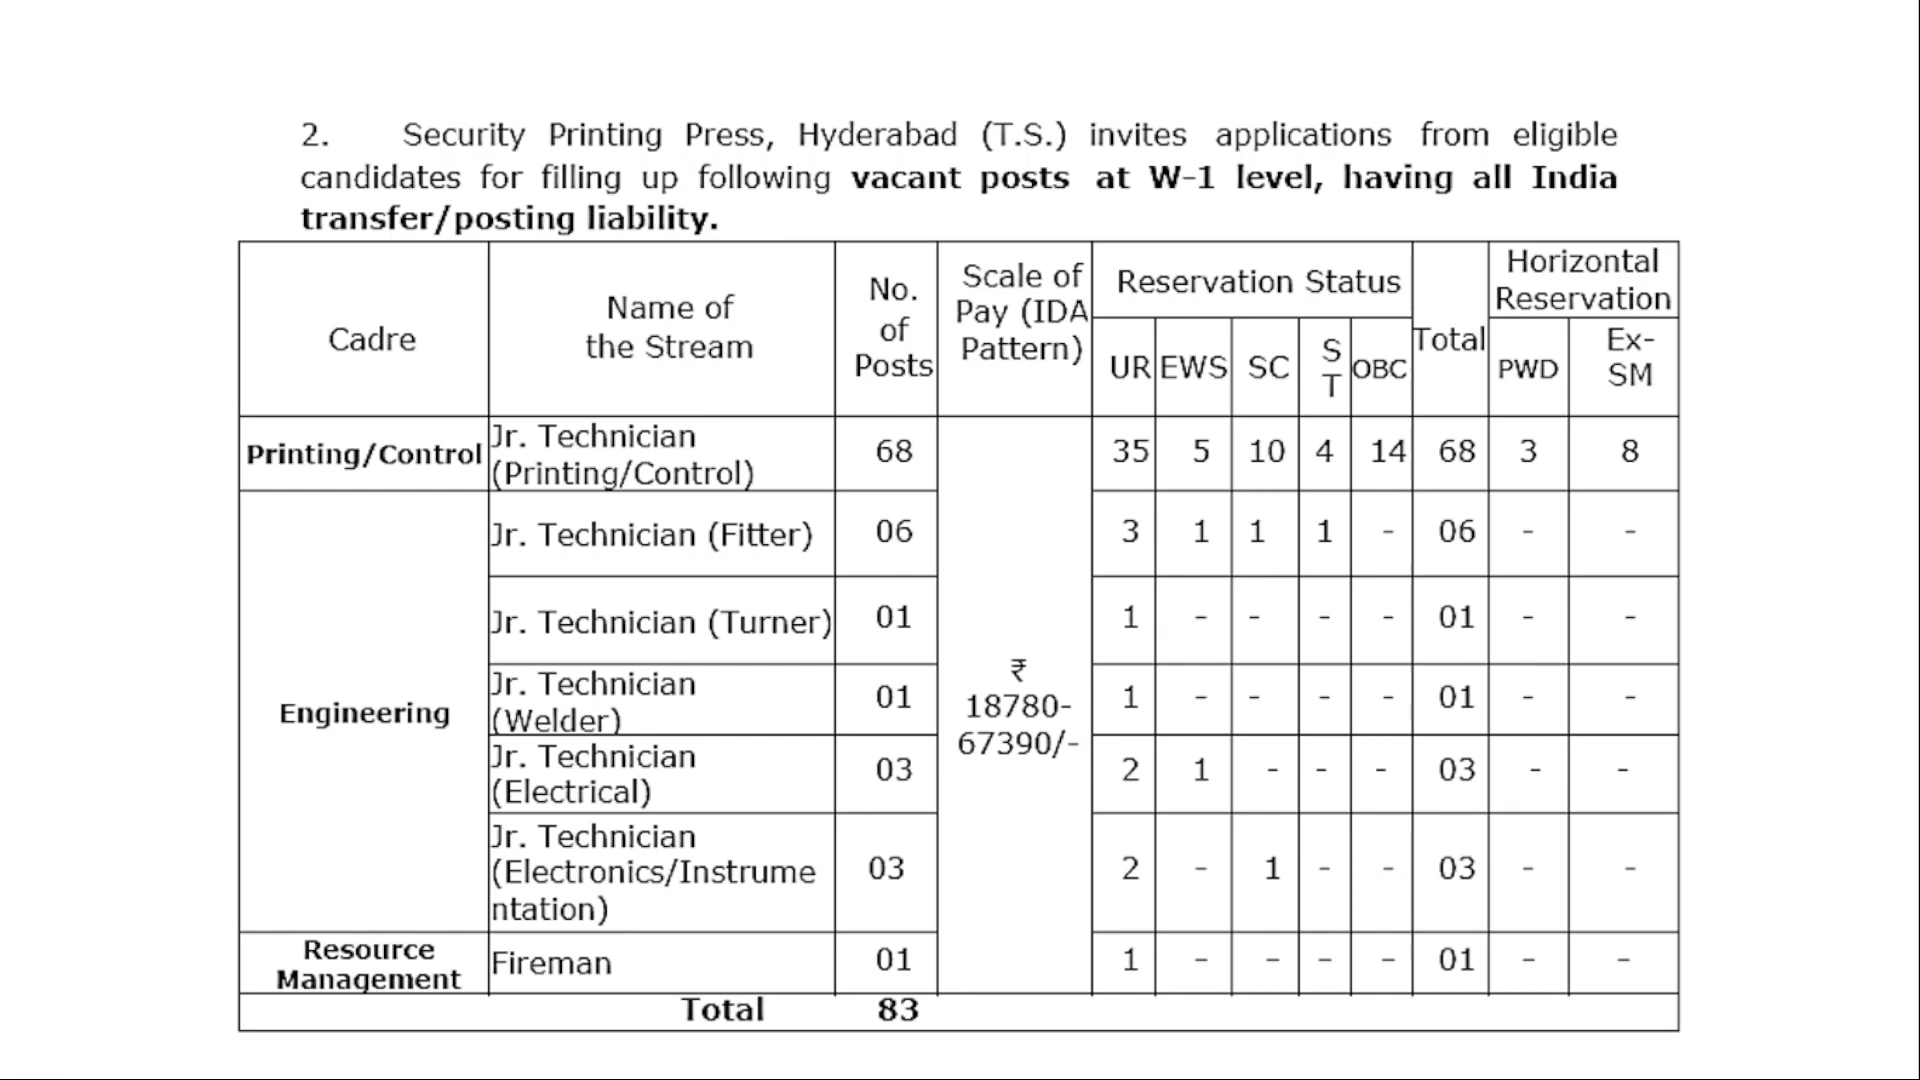 2. Security Printing Press, Hyderabad (T.S.) invites applications from eligible
candidates for filling up following vacant posts at W-1 level, having all India
transfer/posting liability.
Cadre Name of the Stream No. of Posts Scale of Pay (IDA Pattern) Reservation Status Total Horizontal Reservation
UR EWS SC ST OBC PWD Ex-SM
Printing/Control Jr. Technician (Printing/Control) 68 35 5 10 4 14 68 3 8
Engineering
Jr. Technician (Fitter) 06 3 1 1 1 - 06 - -
Jr. Technician (Turner) 01 1 - - - - 01 - -
₹ 18780-67390/-
Jr. Technician (Welder) 01 1 - - - - 01 - -
Jr. Technician (Electrical) 03 2 1 - - - 03 - -
Jr. Technician (Electronics/Instrumentation) 03 2 - 1 - - 03 - -
Resource Management Fireman 01 1 - - - - 01 - -
Total 83